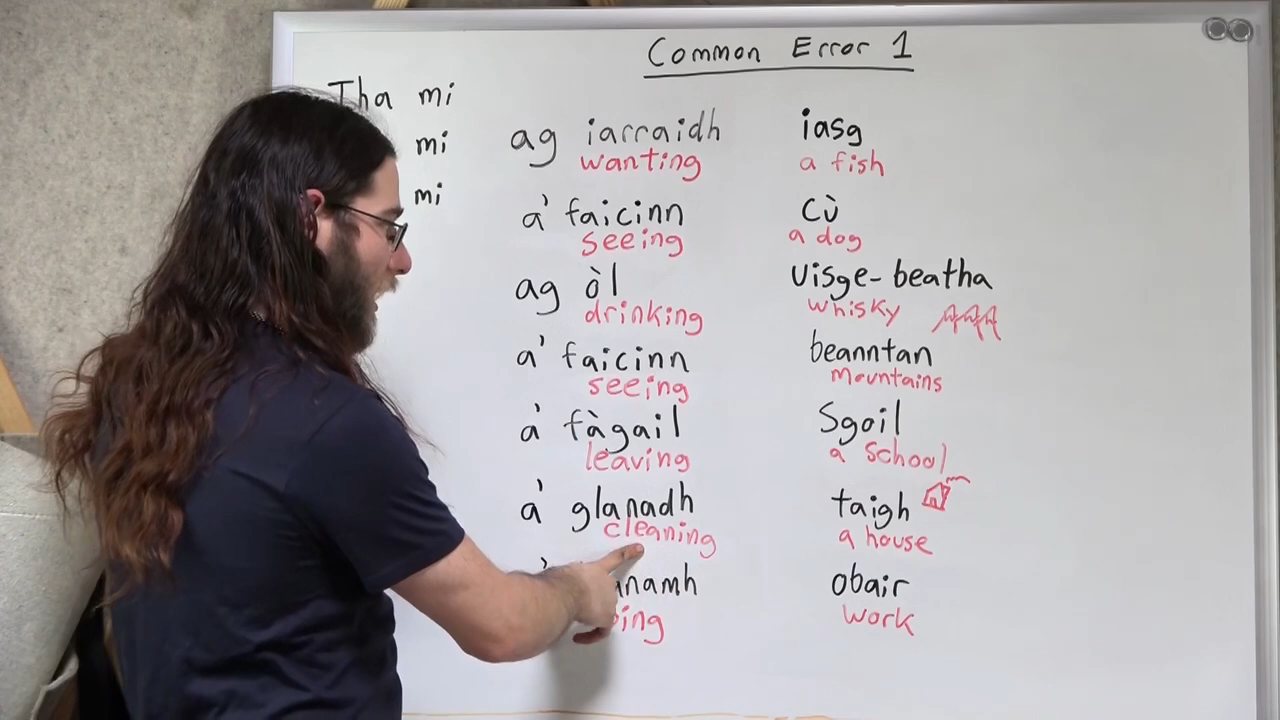 Common Error 1
Tha mi
ag iarraidh iasg
wanting a fish
mi
mi
a' faicinn cù
seeing a dog
ag òl uisge-beatha
drinking whisky
a' faicinn beanntan
seeing mountains
a' fàgail Sgoil
leaving a school
a' glanadh taigh
cleaning a house
obair
work